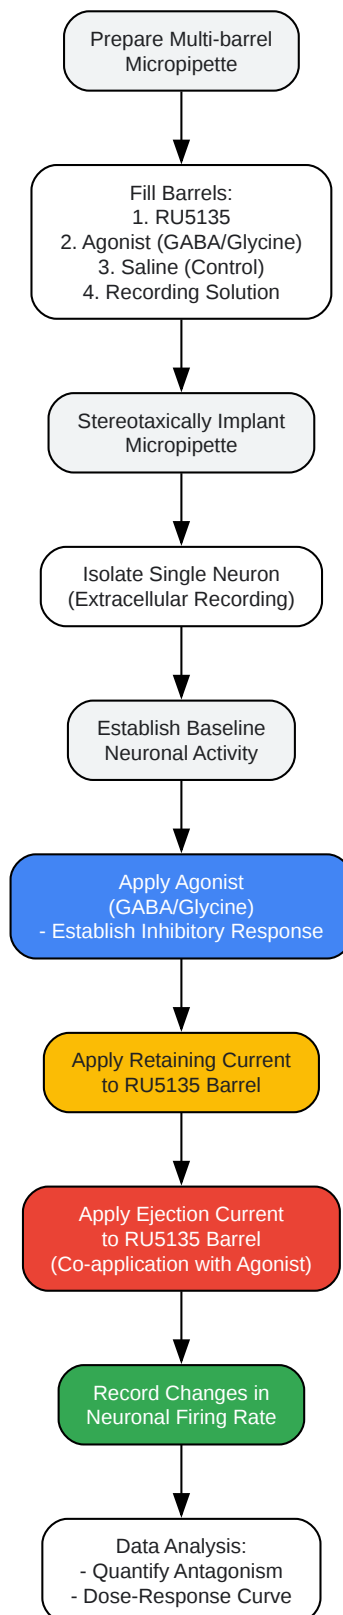 Prepare Multi-barrel
Micropipette
Fill Barrels:
1. RU5135
2. Agonist (GABA/Glycine)
3. Saline (Control)
4. Recording Solution
Stereotaxically Implant
Micropipette
Isolate Single Neuron
(Extracellular Recording)
Establish Baseline
Neuronal Activity
Apply Agonist
(GABA/Glycine)
- Establish Inhibitory Response
Apply Retaining Current
to RU5135 Barrel
Apply Ejection Current
to RU5135 Barrel
(Co-application with Agonist)
Record Changes in
Neuronal Firing Rate
Data Analysis:
- Quantify Antagonism
- Dose-Response Curve